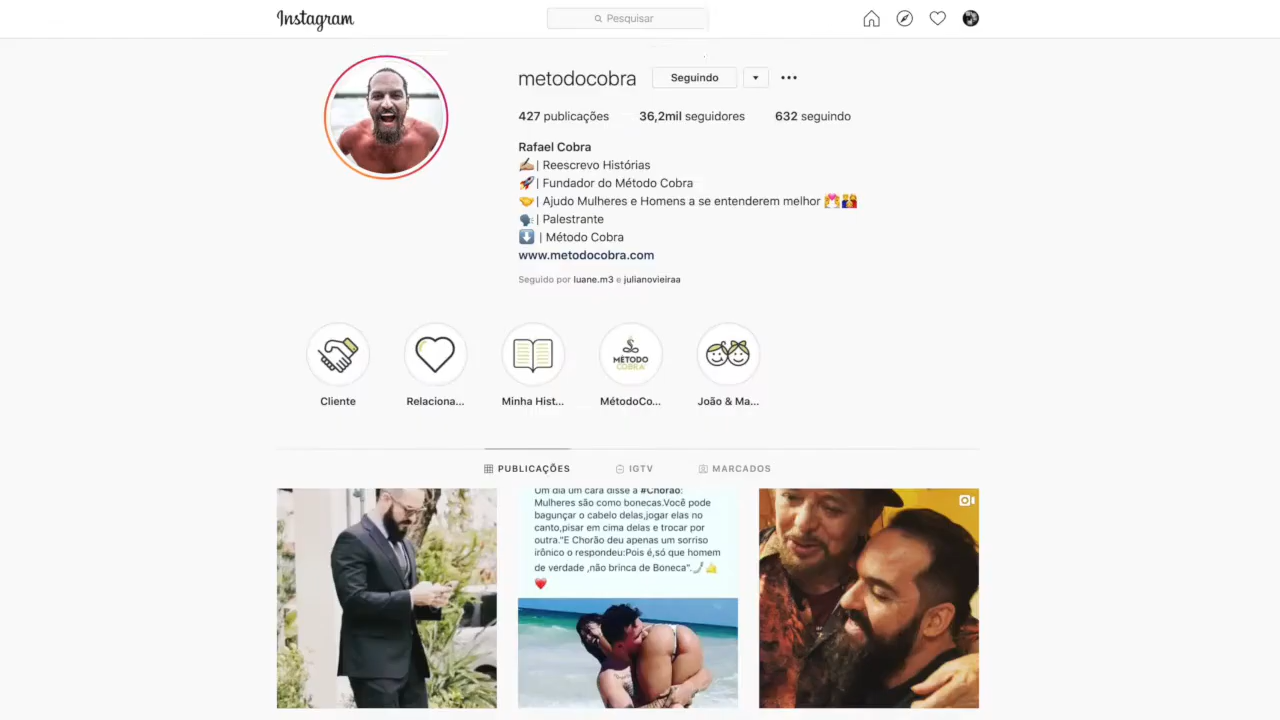 Instagram
Pesquisar
metodocobra
Seguindo
427 publicações 36,2mil seguidores 632 seguindo
Rafael Cobra
✍🏼| Reescrevo Histórias
🚀| Fundador do Método Cobra
🤝| Ajudo Mulheres e Homens a se entenderem melhor
🗣| Palestrante
⬇️ | Método Cobra
www.metodocobra.com
Seguido por luane.m3 e julianovieiraa
MÉTODO
COBRA
Cliente Relaciona... Minha Hist... MétodoCo... João & Ma...
PUBLICAÇÕES IGTV MARCADOS
Um dia um cara disse a #Chorão:
Mulheres são como bonecas.Você pode
bagunçar o cabelo delas,jogar elas no
canto,pisar em cima delas e trocar por
outra."E Chorão deu apenas um sorriso
irônico o respondeu:Pois é,só que homem
de verdade ,não brinca de Boneca".🤳🤙
❤️